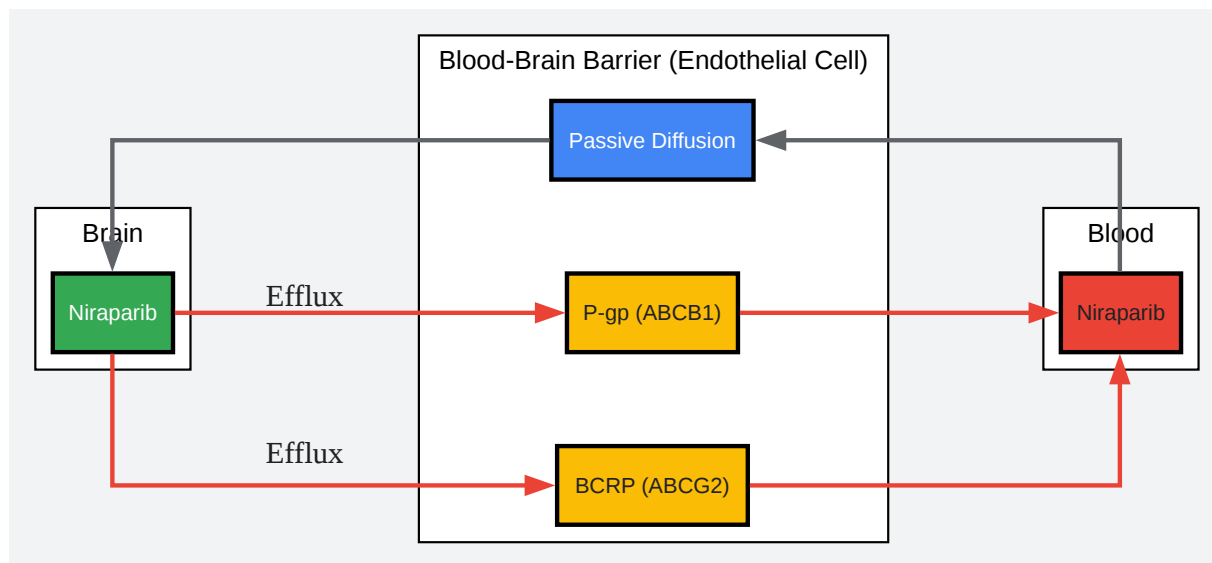 Blood-Brain Barrier (Endothelial Cell)
Passive Diffusion
Brain
Blood
Niraparib
Efflux
P-gp (ABCB1)
Niraparib
Efflux
BCRP (ABCG2)